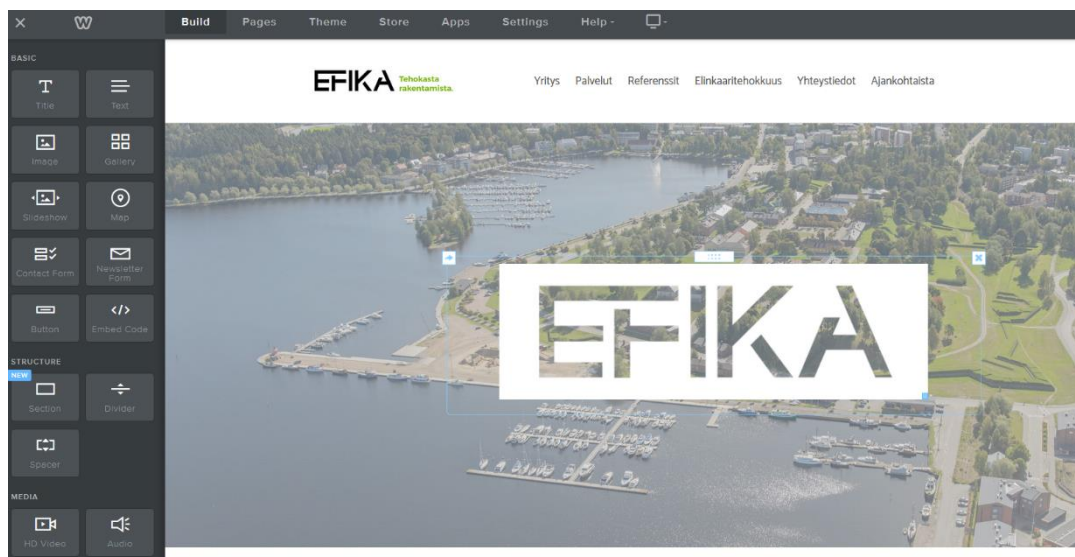 Build Pages Theme Store Apps Settings Help
BASIC
Title Text
Image Gallery
Slideshow Map
Contact Form Newsletter Form
Button Embed Code
STRUCTURE
NEW
Section Divider
Spacer
MEDIA
HD Video Audio
EFIKA Tehokasta
rakentamista.
Yritys Palvelut Referenssit Elinkaaritehokkuus Yhteystiedot Ajankohtaista
EFIKA